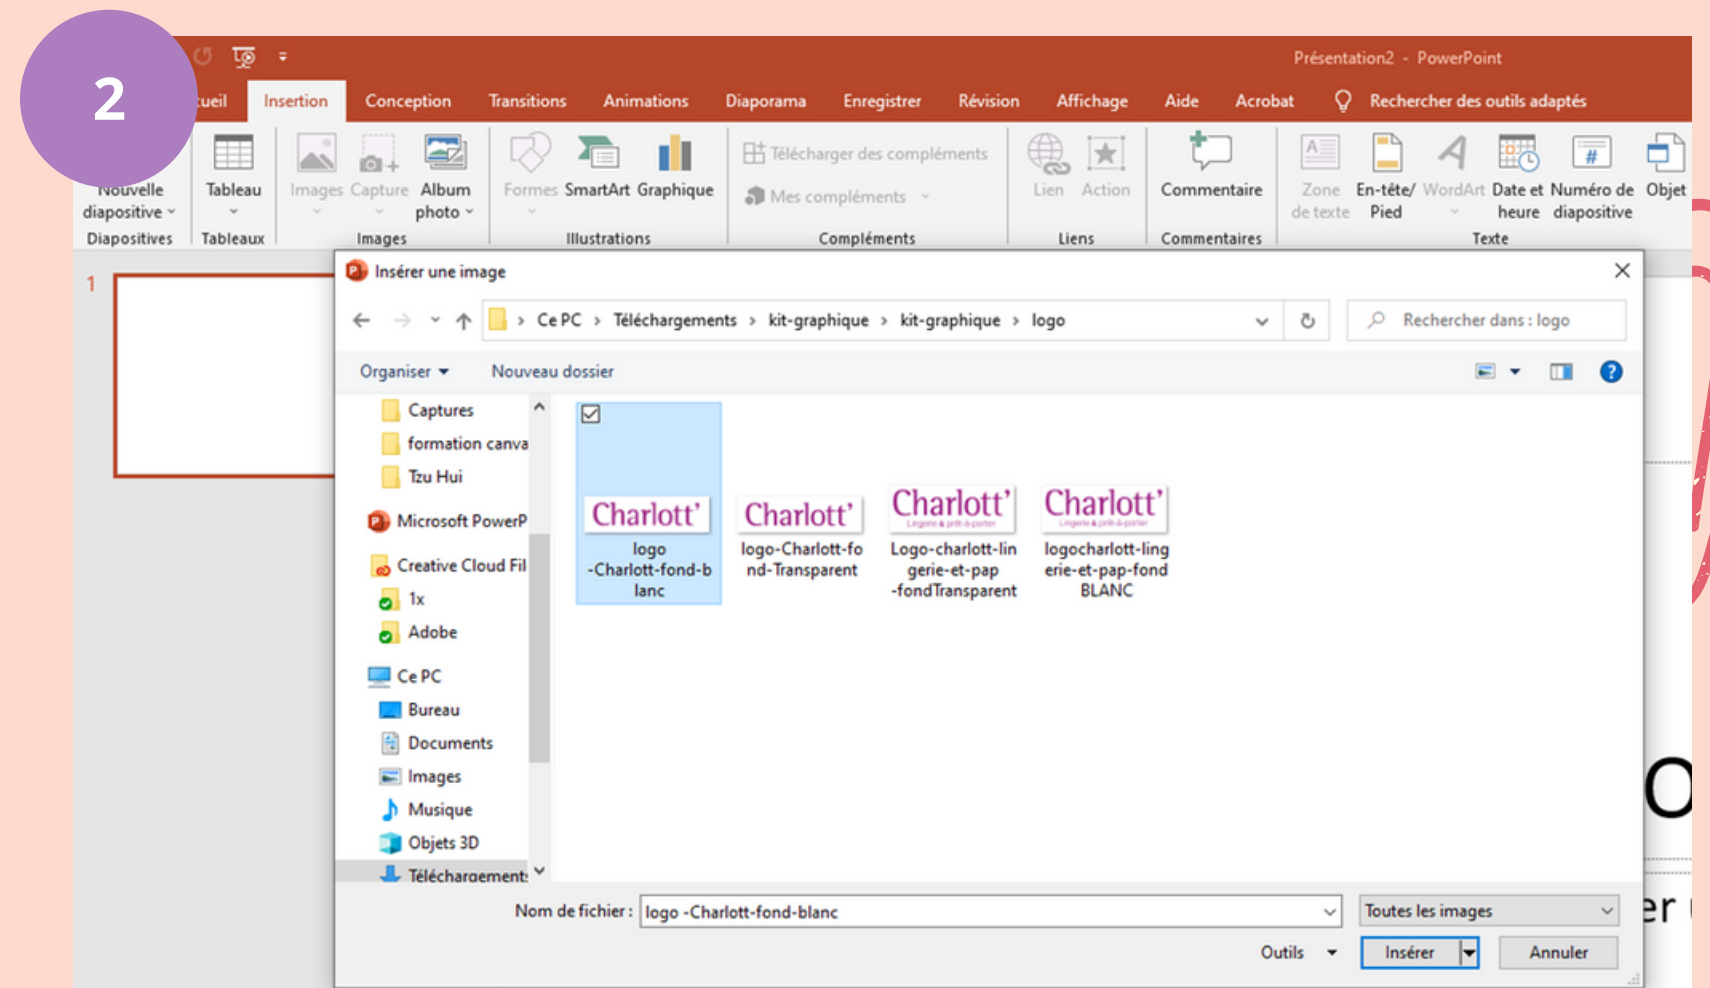 2
Présentation2 - PowerPoint
Insertion Conception Transitions Animations Diaporama Enregistrer Révision Affichage Aide Acrobat Rechercher des outils adaptés
Nouvelle diapositive
Tableau
Images Capture Album photo
Formes SmartArt Graphique
Télécharger des compléments
Mes compléments
Lien Action
Commentaire
Zone de texte
En-tête/ Pied
WordArt
Date et heure
Numéro de diapositive
Objet
Diapositives Tableaux Images Illustrations Compléments Liens Commentaires Texte
1
Insérer une image
Ce PC > Téléchargements > kit-graphique > kit-graphique > logo
Rechercher dans : logo
Organiser Nouveau dossier
?
Captures
formation canva
Tzu Hui
Microsoft PowerP
Creative Cloud Fil
1x
Adobe
Ce PC
Bureau
Documents
Images
Musique
Objets 3D
Téléchargements
Charlott'
logo
-Charlott-fond-b
lanc
Charlott'
logo-Charlott-fo
nd-Transparent
Charlott'
Lingerie & prêt-à-porter
Logo-charlott-lin
gerie-et-pap
-fondTransparent
Charlott'
Lingerie & prêt-à-porter
logocharlott-ling
erie-et-pap-fond
BLANC
Nom de fichier : logo -Charlott-fond-blanc
Toutes les images
Outils Insérer Annuler